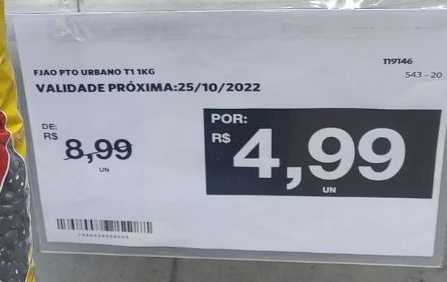 119146
FJAO PTO URBANO T1 1KG
543 - 20
VALIDADE PRÓXIMA:25/10/2022
DE:
R$ 8,99
UN
POR:
R$ 4,99
UN